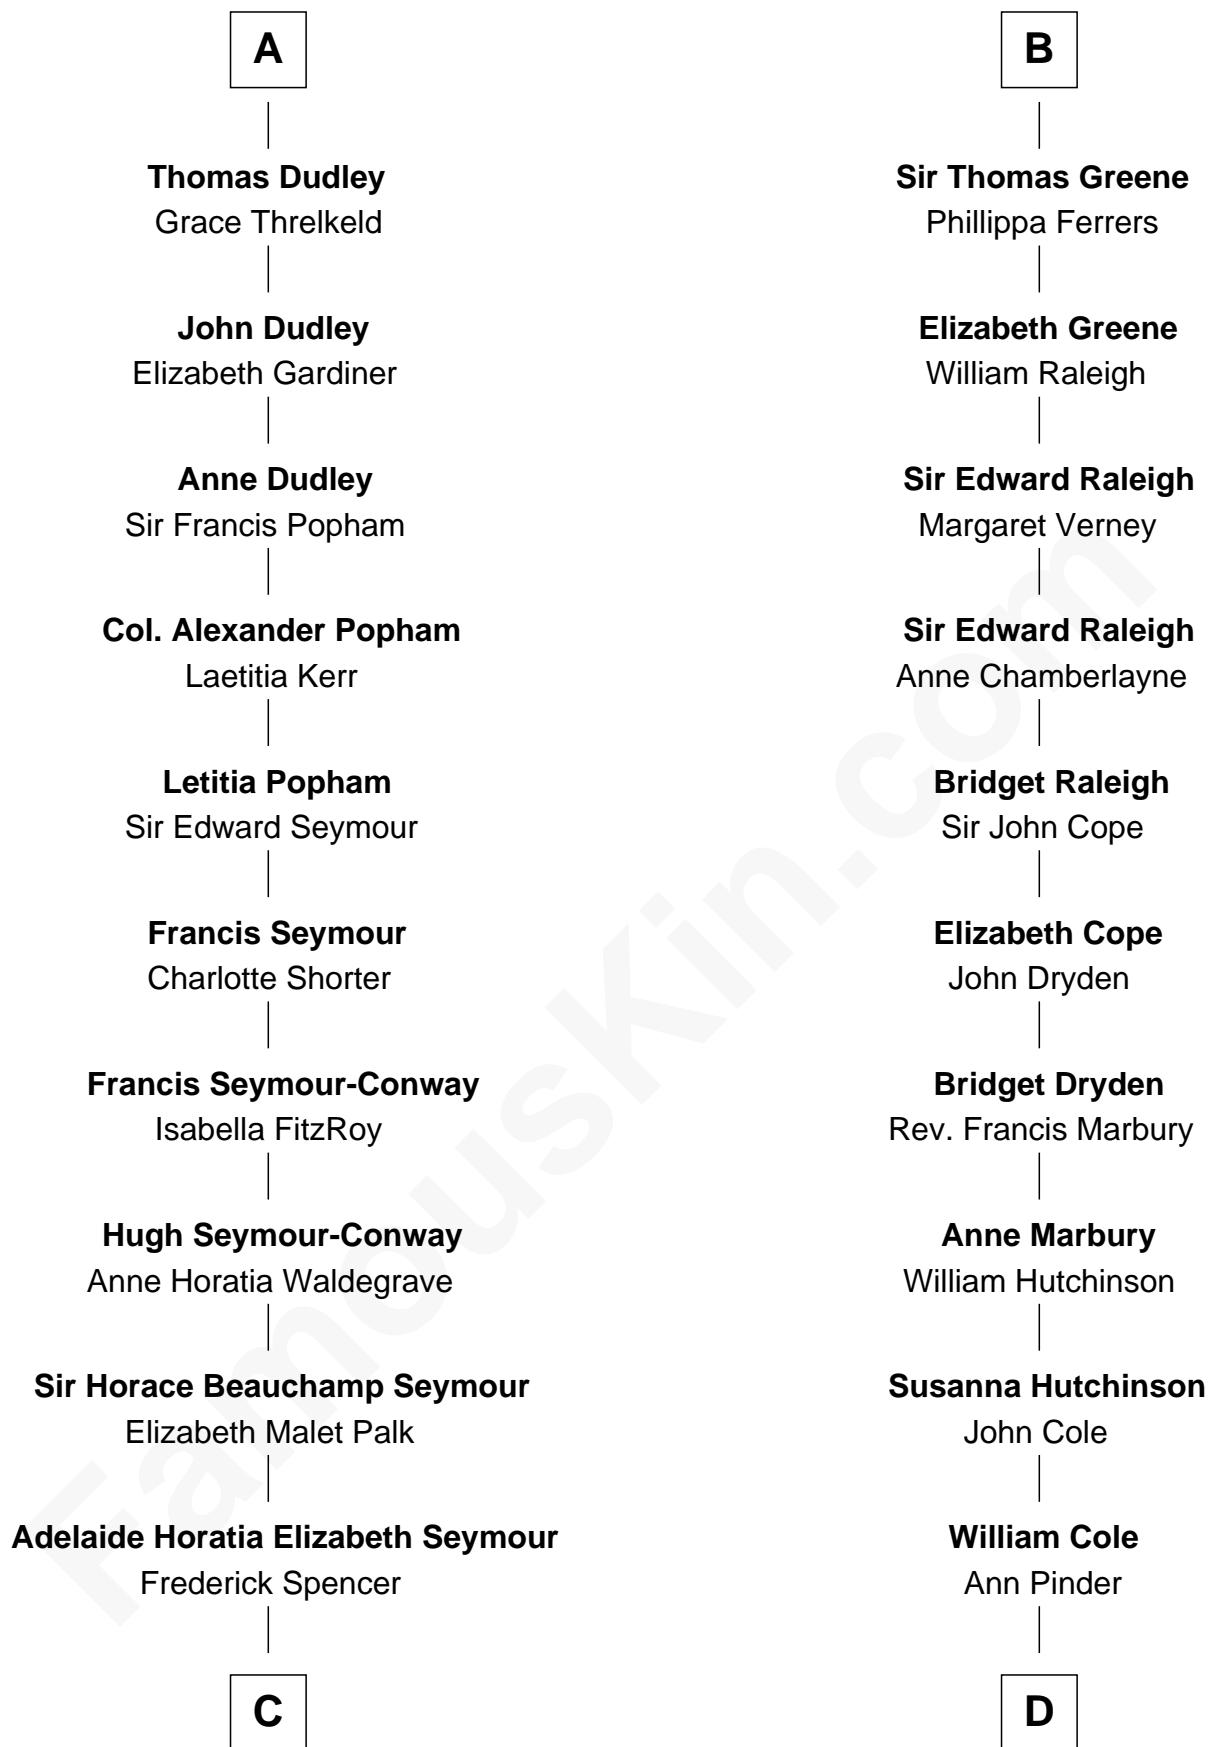 A
Thomas Dudley
Grace Threlkeld
John Dudley
Elizabeth Gardiner
Anne Dudley
Sir Francis Popham
Col. Alexander Popham
Laetitia Kerr
Letitia Popham
Sir Edward Seymour
Francis Seymour
Charlotte Shorter
Francis Seymour-Conway
Isabella FitzRoy
Hugh Seymour-Conway
Anne Horatia Waldegrave
Sir Horace Beauchamp Seymour
Elizabeth Malet Palk
Adelaide Horatia Elizabeth Seymour
Frederick Spencer
C
B
Sir Thomas Greene
Phillippa Ferrers
Elizabeth Greene
William Raleigh
Sir Edward Raleigh
Margaret Verney
Sir Edward Raleigh
Anne Chamberlayne
Bridget Raleigh
Sir John Cope
Elizabeth Cope
John Dryden
Bridget Dryden
Rev. Francis Marbury
Anne Marbury
William Hutchinson
Susanna Hutchinson
John Cole
William Cole
Ann Pinder
D
FamousKin.com